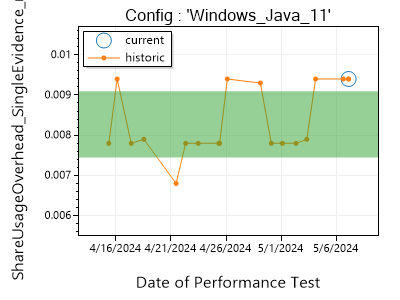 Config : 'Windows_Java_11'
current
historic
ShareUsageOverhead_SingleEvidence_
0.01
0.009
0.008
0.007
0.006
4/16/2024
4/21/2024
4/26/2024
5/1/2024
5/6/2024
Date of Performance Test